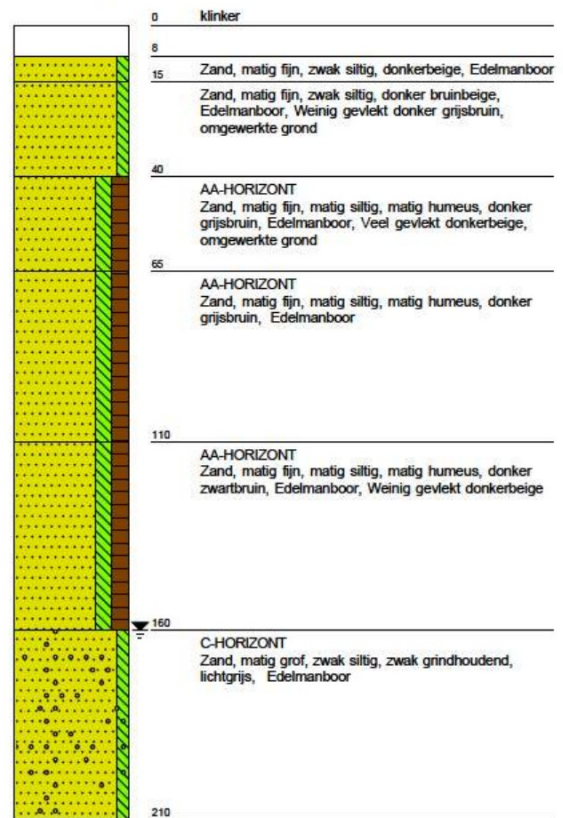 0 klinker
8
Zand, matig fijn, zwak siltig, donkerbeige, Edelmanboor
15
Zand, matig fijn, zwak siltig, donker bruinbeige,
Edelmanboor, Weinig gevlekt donker grijsbruin,
omgewerkte grond
40
AA-HORIZONT
Zand, matig fijn, matig siltig, matig humeus, donker
grijsbruin, Edelmanboor, Veel gevlekt donkerbeige,
omgewerkte grond
65
AA-HORIZONT
Zand, matig fijn, matig siltig, matig humeus, donker
grijsbruin, Edelmanboor
110
AA-HORIZONT
Zand, matig fijn, matig siltig, matig humeus, donker
zwartbruin, Edelmanboor, Weinig gevlekt donkerbeige
160
C-HORIZONT
Zand, matig grof, zwak siltig, zwak grindhoudend,
lichtgrijs, Edelmanboor
210